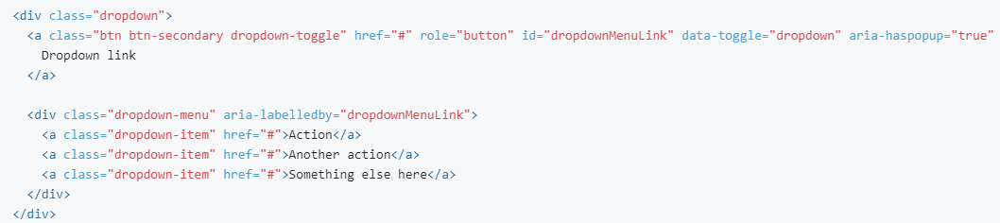 <div class="dropdown">
  <a class="btn btn-secondary dropdown-toggle" href="#" role="button" id="dropdownMenuLink" data-toggle="dropdown" aria-haspopup="true"
    Dropdown link
  </a>

  <div class="dropdown-menu" aria-labelledby="dropdownMenuLink">
    <a class="dropdown-item" href="#">Action</a>
    <a class="dropdown-item" href="#">Another action</a>
    <a class="dropdown-item" href="#">Something else here</a>
  </div>
</div>